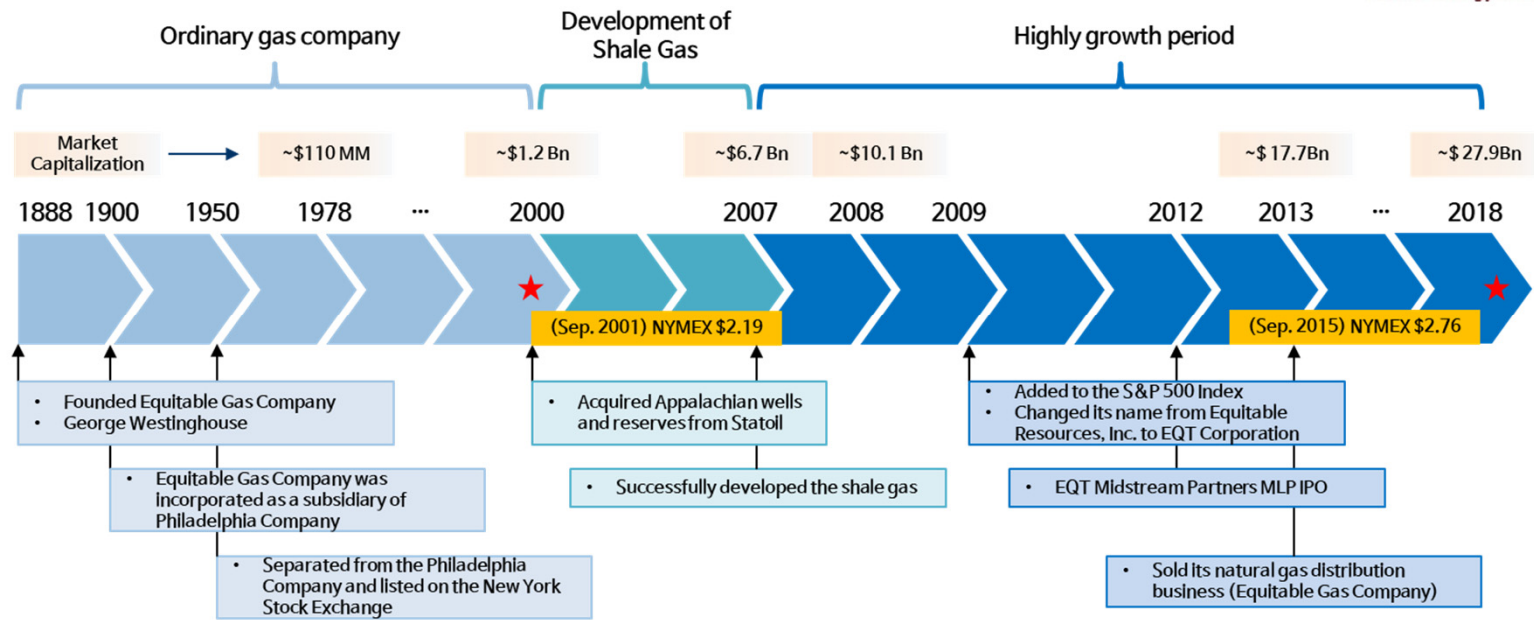 Ordinary gas company
Development of
Shale Gas
Highly growth period
Market
Capitalization
~$110 MM
~$1.2 Bn
~$6.7 Bn
~$10.1 Bn
~$ 17.7Bn
~$ 27.9Bn
1888 1900 1950 1978 ... 2000 2007 2008 2009 2012 2013 ... 2018
(Sep. 2001) NYMEX $2.19
(Sep. 2015) NYMEX $2.76
• Founded Equitable Gas Company
• George Westinghouse
• Equitable Gas Company was
incorporated as a subsidiary of
Philadelphia Company
• Separated from the Philadelphia
Company and listed on the New York
Stock Exchange
• Acquired Appalachian wells
and reserves from Statoil
• Successfully developed the shale gas
• Added to the S&P 500 Index
• Changed its name from Equitable
Resources, Inc. to EQT Corporation
• EQT Midstream Partners MLP IPO
• Sold its natural gas distribution
business (Equitable Gas Company)